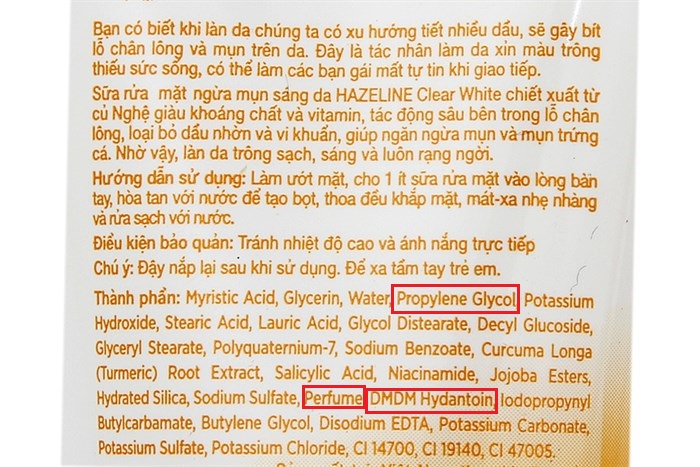 Bạn có biết khi làn da chúng ta có xu hướng tiết nhiều dầu, sẽ gây bít
lỗ chân lông và mụn trên da. Đây là tác nhân làm da xỉn màu trông
thiếu sức sống, có thể làm các bạn gái mất tự tin khi giao tiếp.
Sữa rửa mặt ngừa mụn sáng da HAZELINE Clear White chiết xuất từ
củ Nghệ giàu khoáng chất và vitamin, tác động sâu bên trong lỗ chân
lông, loại bỏ dầu nhờn và vi khuẩn, giúp ngăn ngừa mụn và mụn trứng
cá. Nhờ vậy, làn da trông sạch, sáng và luôn rạng ngời.
Hướng dẫn sử dụng: Làm ướt mặt, cho 1 ít sữa rửa mặt vào lòng bàn
tay, hòa tan với nước để tạo bọt, thoa đều khắp mặt, mát-xa nhẹ nhàng
và rửa sạch với nước.
Điều kiện bảo quản: Tránh nhiệt độ cao và ánh nắng trực tiếp
Chú ý: Đậy nắp lại sau khi sử dụng. Để xa tầm tay trẻ em.
Thành phần: Myristic Acid, Glycerin, Water, Propylene Glycol, Potassium
Hydroxide, Stearic Acid, Lauric Acid, Glycol Distearate, Decyl Glucoside,
Glyceryl Stearate, Polyquaternium-7, Sodium Benzoate, Curcuma Longa
(Turmeric) Root Extract, Salicylic Acid, Niacinamide, Jojoba Esters,
Hydrated Silica, Sodium Sulfate, Perfume, DMDM Hydantoin, Iodopropynyl
Butylcarbamate, Butylene Glycol, Disodium EDTA, Potassium Carbonate,
Potassium Sulfate, Potassium Chloride, CI 14700, CI 19140, CI 47005.